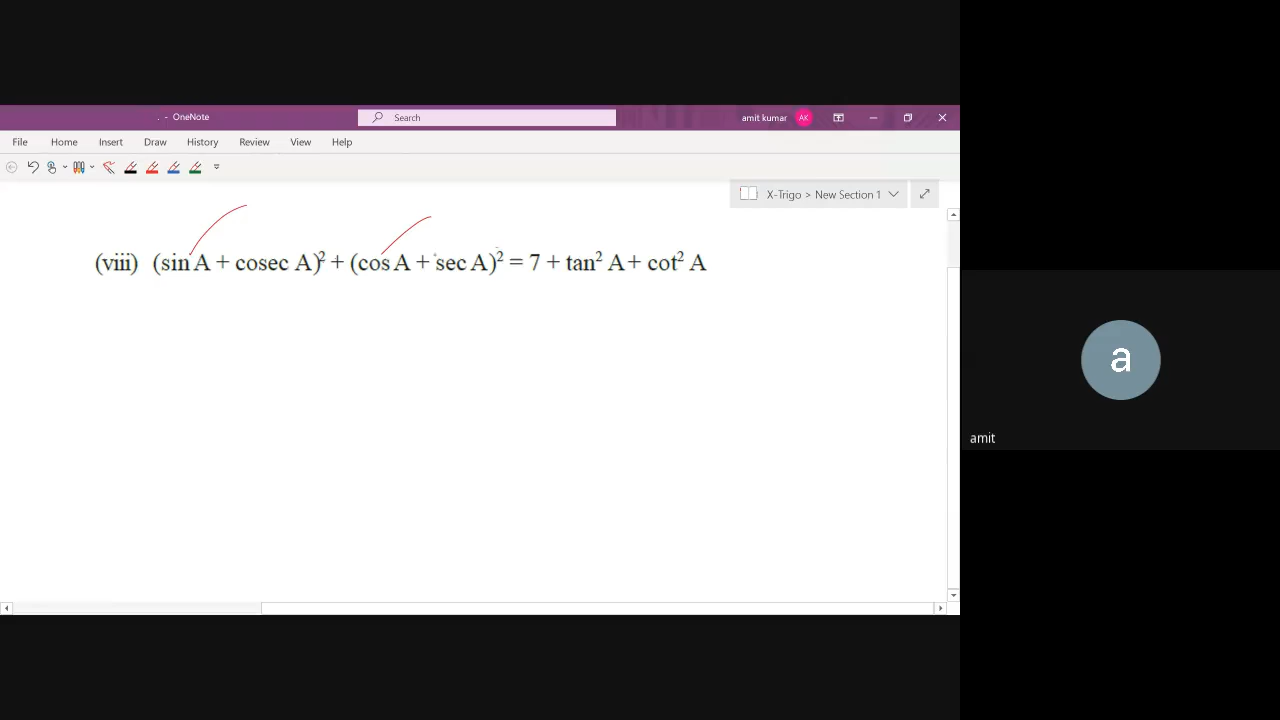 . - OneNote
Search
amit kumar AK
File Home Insert Draw History Review View Help
X-Trigo > New Section 1
(viii) (sin A + cosec A)² + (cos A + sec A)² = 7 + tan² A + cot² A
a
amit